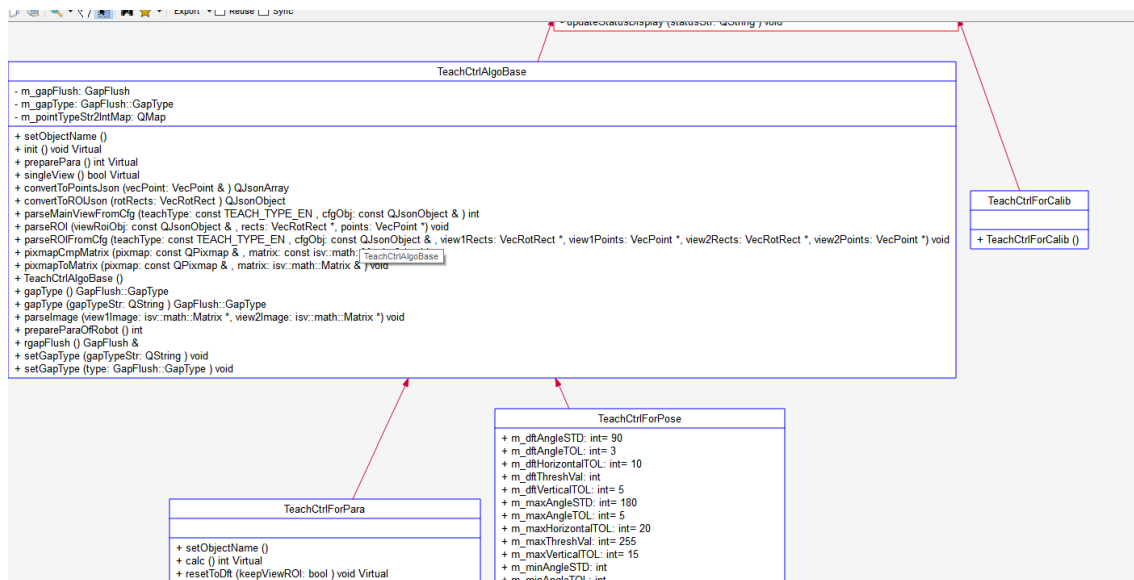 Export
Reuse
Sync
- updateStatusDisplay (statusStr: QString ) void
TeachCtrlAlgoBase
- m_gapFlush: GapFlush
- m_gapType: GapFlush::GapType
- m_pointTypeStr2IntMap: QMap
+ setObjectName ()
+ init () void Virtual
+ preparePara () int Virtual
+ singleView () bool Virtual
+ convertToPointsJson (vecPoint: VecPoint & ) QJsonArray
+ convertToROIJson (rotRects: VecRotRect ) QJsonObject
+ parseMainViewFromCfg (teachType: const TEACH_TYPE_EN , cfgObj: const QJsonObject & ) int
+ parseROI (viewRoiObj: const QJsonObject & , rects: VecRotRect *, points: VecPoint *) void
+ parseROIFromCfg (teachType: const TEACH_TYPE_EN , cfgObj: const QJsonObject & , view1Rects: VecRotRect *, view1Points: VecPoint *, view2Rects: VecRotRect *, view2Points: VecPoint *) void
+ pixmapCmpMatrix (pixmap: const QPixmap & , matrix: const isv::math::
TeachCtrlAlgoBase
+ pixmapToMatrix (pixmap: const QPixmap & , matrix: isv::math::Matrix & ) void
+ TeachCtrlAlgoBase ()
+ gapType () GapFlush::GapType
+ gapType (gapTypeStr: QString ) GapFlush::GapType
+ parseImage (view1Image: isv::math::Matrix *, view2Image: isv::math::Matrix *) void
+ prepareParaOfRobot () int
+ rgapFlush () GapFlush &
+ setGapType (gapTypeStr: QString ) void
+ setGapType (type: GapFlush::GapType ) void
TeachCtrlForCalib
+ TeachCtrlForCalib ()
TeachCtrlForPose
+ m_dftAngleSTD: int= 90
+ m_dftAngleTOL: int= 3
+ m_dftHorizontalTOL: int= 10
+ m_dftThreshVal: int
+ m_dftVerticalTOL: int= 5
+ m_maxAngleSTD: int= 180
+ m_maxAngleTOL: int= 5
+ m_maxHorizontalTOL: int= 20
+ m_maxThreshVal: int= 255
+ m_maxVerticalTOL: int= 15
+ m_minAngleSTD: int
+ m_minAngleTOL: int
TeachCtrlForPara
+ setObjectName ()
+ calc () int Virtual
+ resetToDft (keepViewROI: bool ) void Virtual